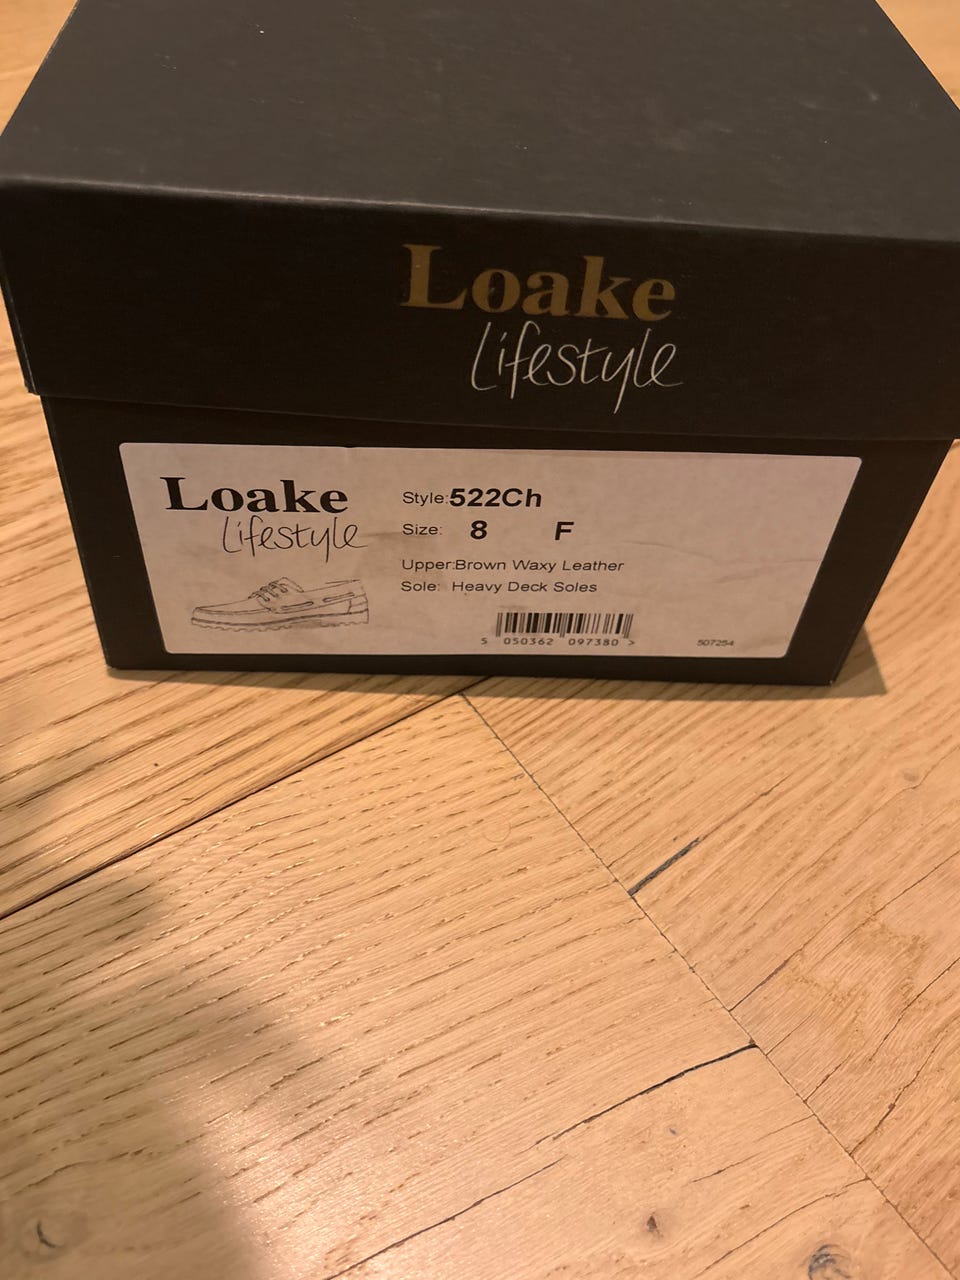 Loake
Lifestyle
Loake
Lifestyle
Style:522Ch
Size: 8 F
Upper:Brown Waxy Leather
Sole: Heavy Deck Soles
5 050362 097380 >
507254